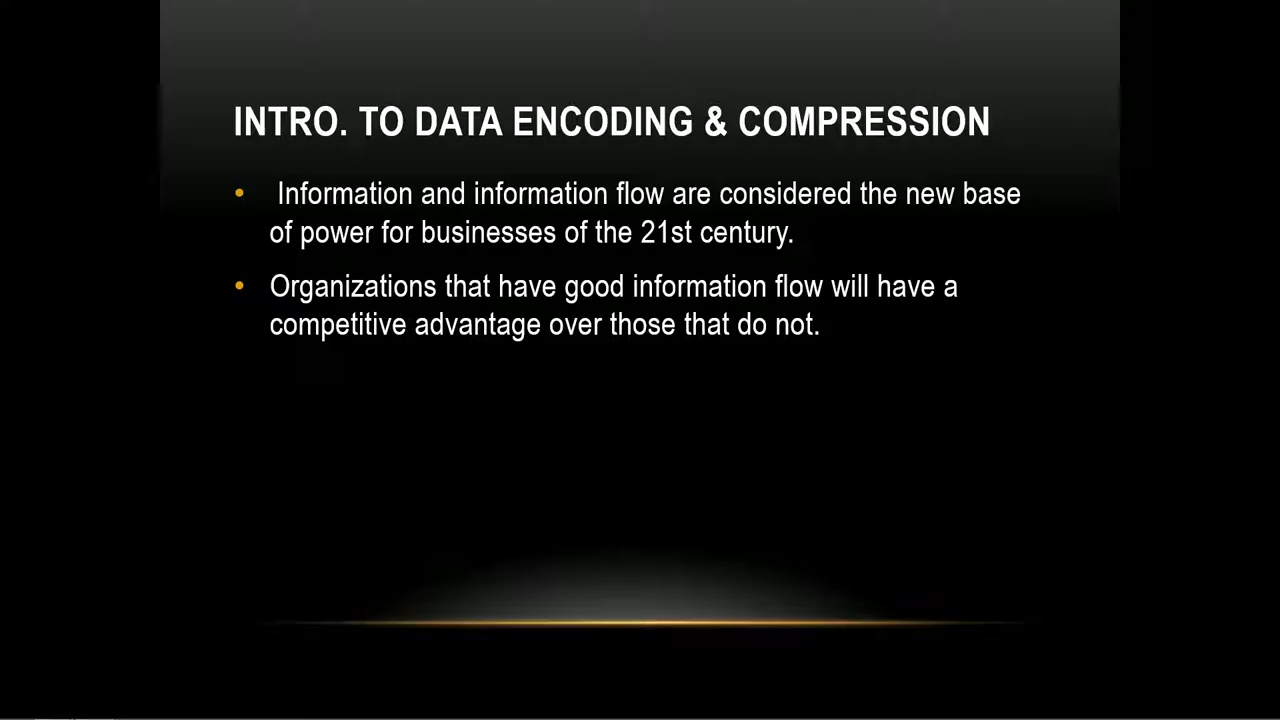 INTRO. TO DATA ENCODING & COMPRESSION
• Information and information flow are considered the new base
of power for businesses of the 21st century.
• Organizations that have good information flow will have a
competitive advantage over those that do not.